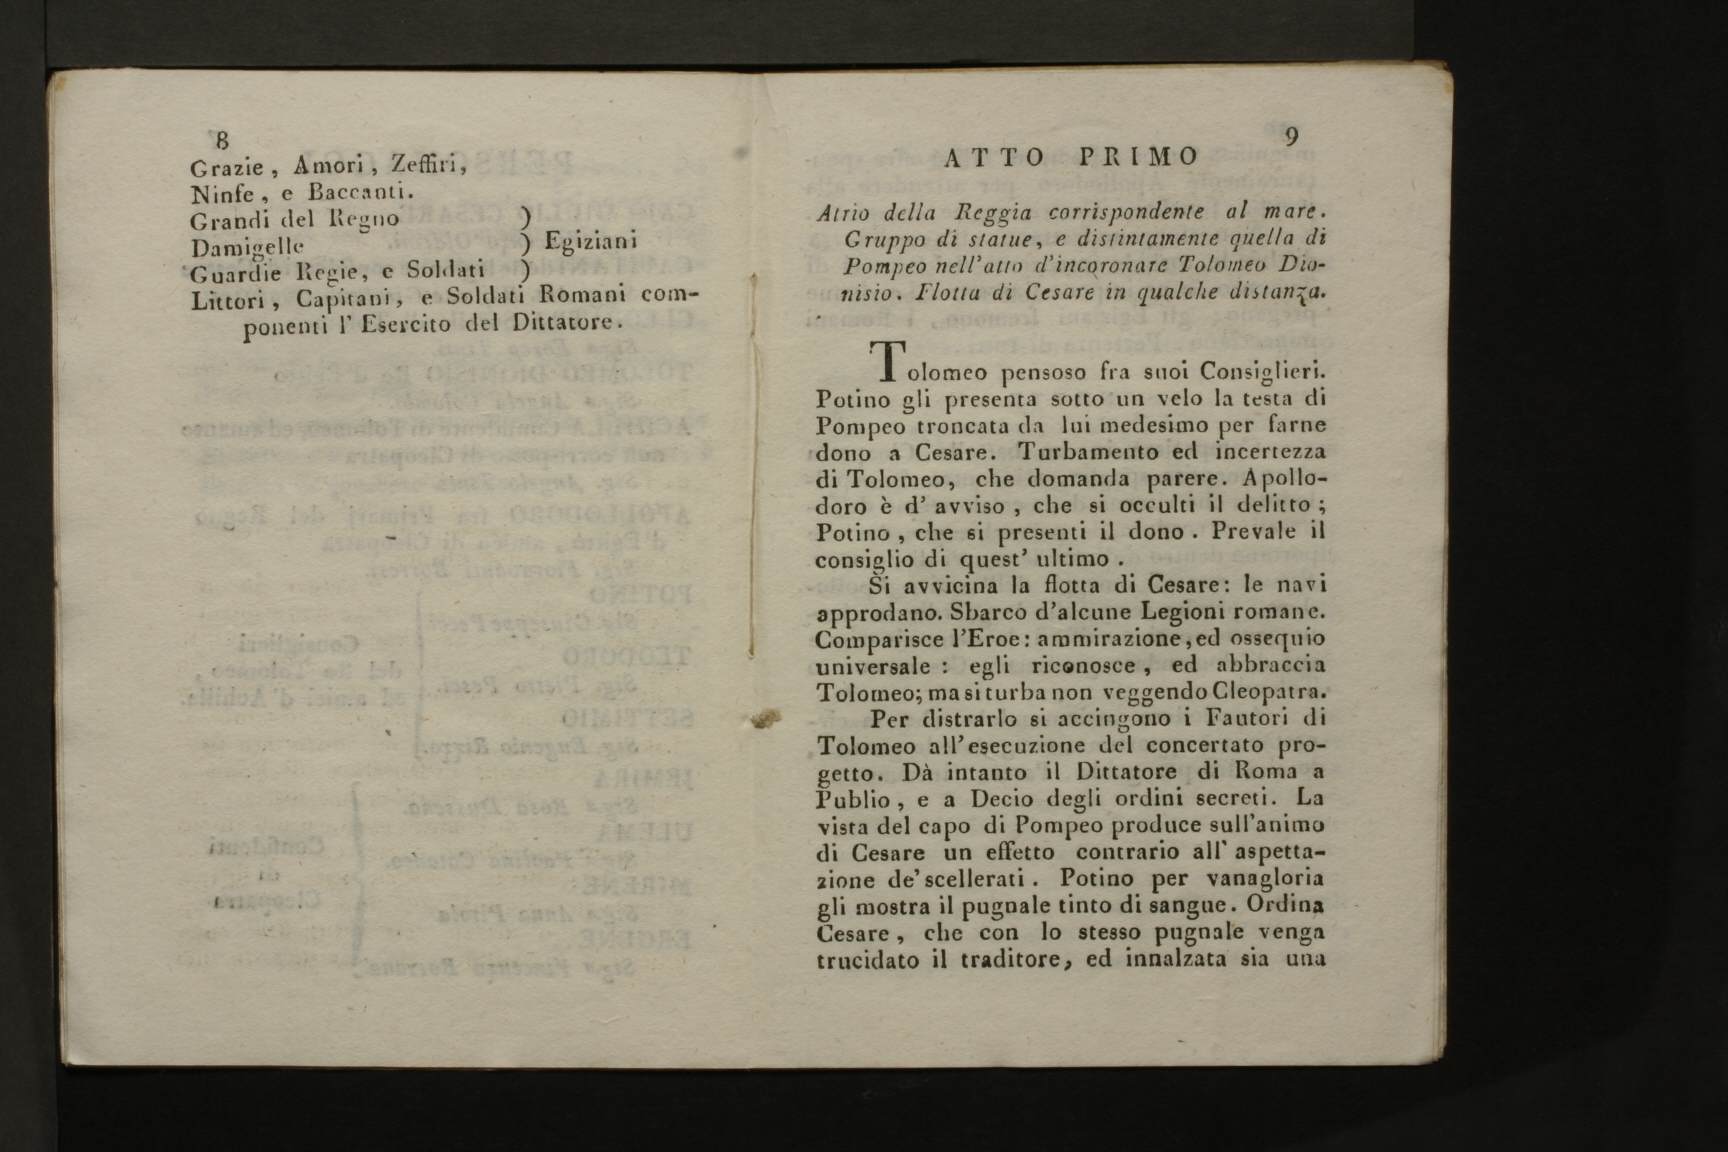 8
Grazie, Amori, Zeffiri,
Ninfe, e Baccanti.
Grandi del Regno )
Damigelle ) Egiziani
Guardie Regie, e Soldati )
Littori, Capitani, e Soldati Romani com-
ponenti l' Esercito del Dittatore.
9
ATTO PRIMO
Atrio della Reggia corrispondente al mare.
Gruppo di statue, e distintamente quella di
Pompeo nell'atto d'incoronare Tolomeo Dio-
nisio. Flotta di Cesare in qualche distanza.
Tolomeo pensoso fra suoi Consiglieri.
Potino gli presenta sotto un velo la testa di
Pompeo troncata da lui medesimo per farne
dono a Cesare. Turbamento ed incertezza
di Tolomeo, che domanda parere. Apollo-
doro è d' avviso, che si occulti il delitto;
Potino, che si presenti il dono. Prevale il
consiglio di quest' ultimo.
Si avvicina la flotta di Cesare: le navi
approdano. Sbarco d'alcune Legioni romane.
Comparisce l'Eroe: ammirazione, ed ossequio
universale: egli riconosce, ed abbraccia
Tolomeo; ma si turba non veggendo Cleopatra.
Per distrarlo si accingono i Fautori di
Tolomeo all'esecuzione del concertato pro-
getto. Dà intanto il Dittatore di Roma a
Publio, e a Decio degli ordini secreti. La
vista del capo di Pompeo produce sull'animo
di Cesare un effetto contrario all' aspetta-
zione de' scellerati. Potino per vanagloria
gli mostra il pugnale tinto di sangue. Ordina
Cesare, che con lo stesso pugnale venga
trucidato il traditore, ed innalzata sia una